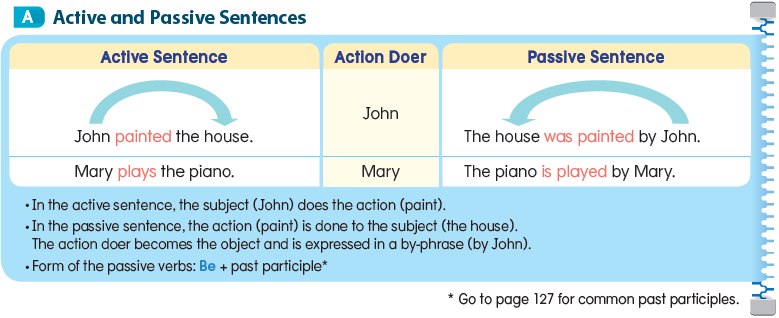 A Active and Passive Sentences
Active Sentence Action Doer Passive Sentence
John painted the house. John The house was painted by John.
Mary plays the piano. Mary The piano is played by Mary.
• In the active sentence, the subject (John) does the action (paint).
• In the passive sentence, the action (paint) is done to the subject (the house).
The action doer becomes the object and is expressed in a by-phrase (by John).
• Form of the passive verbs: Be + past participle*
* Go to page 127 for common past participles.